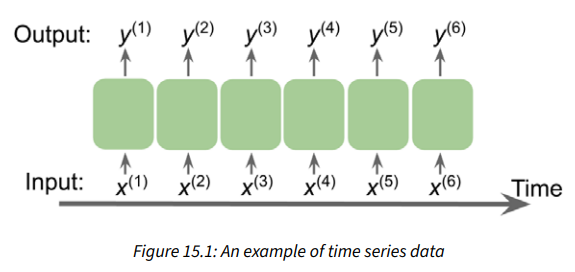 Output: y(1) y(2) y(3) y(4) y(5) y(6)
Input: x(1) x(2) x(3) x(4) x(5) x(6) Time
Figure 15.1: An example of time series data